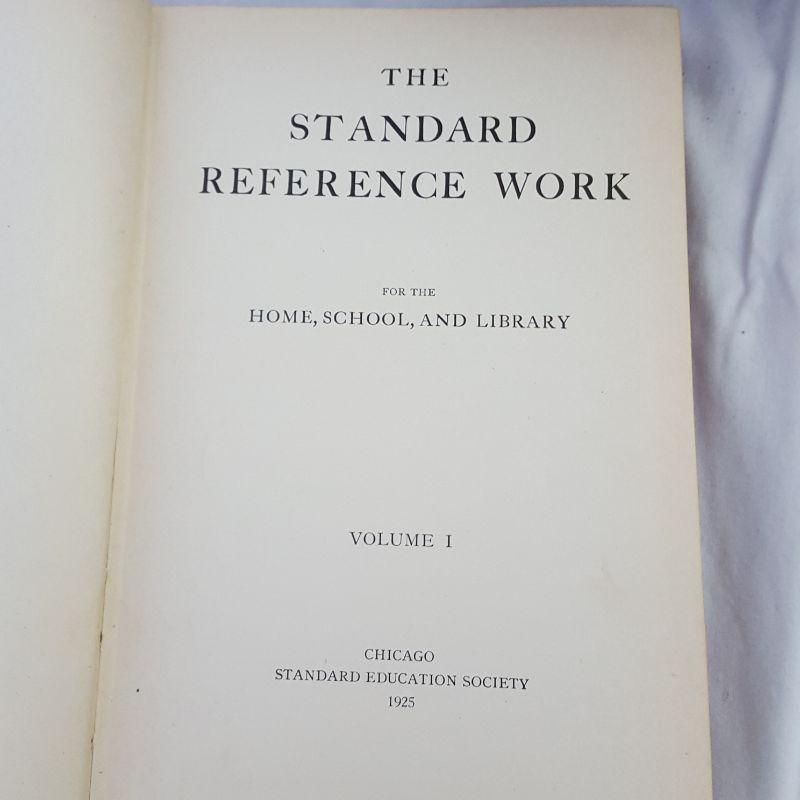 THE
STANDARD
REFERENCE WORK
FOR THE
HOME, SCHOOL, AND LIBRARY
VOLUME I
CHICAGO
STANDARD EDUCATION SOCIETY
1925